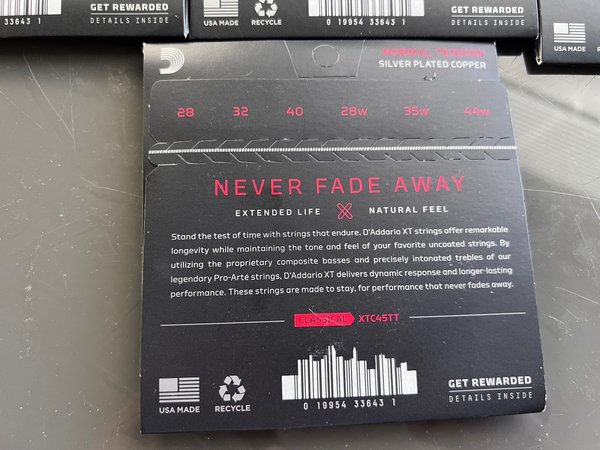 33643 1
GET REWARDED
DETAILS INSIDE
USA MADE
RECYCLE
0 19954 33643 1
GET REWARDED
DETAILS INSIDE
USA MADE
RECYCLE
NORMAL TENSION
SILVER PLATED COPPER
28 32 40 28w 35w 44w
NEVER FADE AWAY
EXTENDED LIFE X NATURAL FEEL
Stand the test of time with strings that endure. D'Addario XT strings offer remarkable
longevity while maintaining the tone and feel of your favorite uncoated strings. By
utilizing the proprietary composite basses and precisely intonated trebles of our
legendary Pro-Arté strings, D'Addario XT delivers dynamic response and longer-lasting
performance. These strings are made to stay, for performance that never fades away.
CLASSICAL XTC45TT
USA MADE
RECYCLE
0 19954 33643 1
GET REWARDED
DETAILS INSIDE